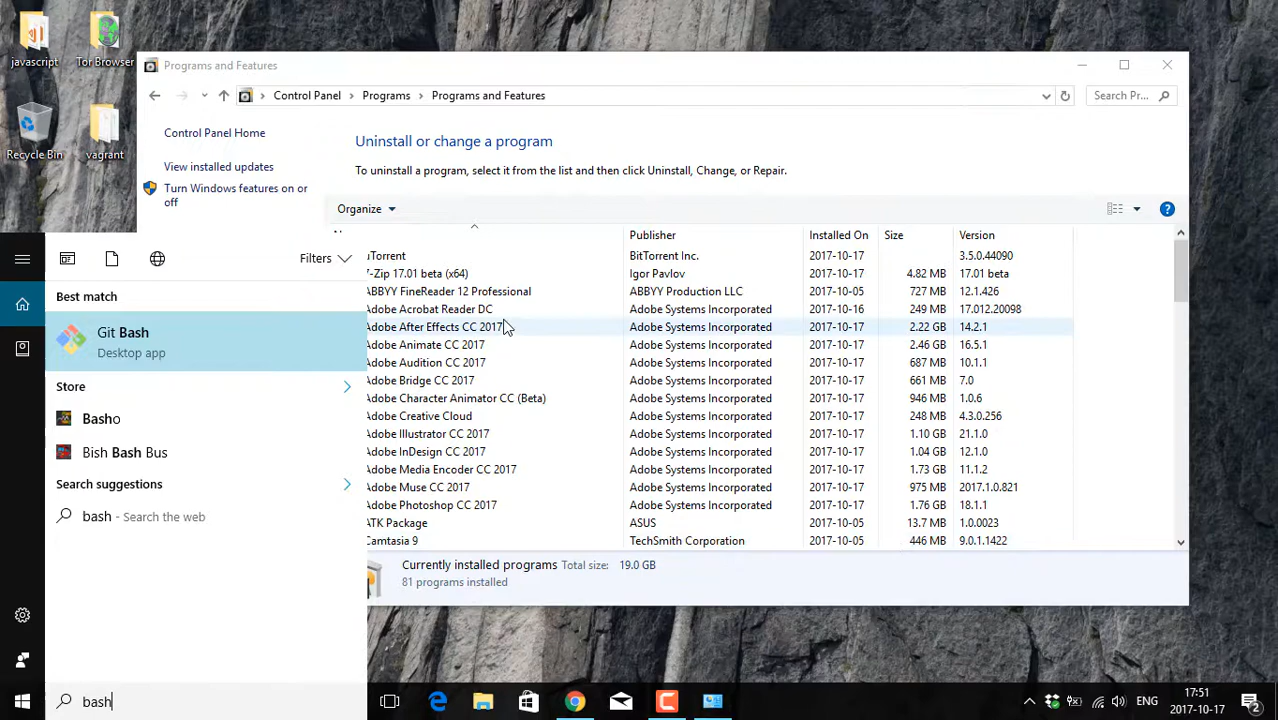 javascript
Tor Browser
Recycle Bin
vagrant
Programs and Features
Control Panel
Programs
Programs and Features
Search Pr...
Control Panel Home
View installed updates
Turn Windows features on or
off
Uninstall or change a program
To uninstall a program, select it from the list and then click Uninstall, Change, or Repair.
Organize
Publisher Installed On Size Version
uTorrent BitTorrent Inc. 2017-10-17 3.5.0.44090
7-Zip 17.01 beta (x64) Igor Pavlov 2017-10-17 4.82 MB 17.01 beta
ABBYY FineReader 12 Professional ABBYY Production LLC 2017-10-17 727 MB 12.1.426
Adobe Acrobat Reader DC Adobe Systems Incorporated 2017-10-16 249 MB 17.012.20098
Adobe After Effects CC 2017 Adobe Systems Incorporated 2017-10-17 2.22 GB 14.2.1
Adobe Animate CC 2017 Adobe Systems Incorporated 2017-10-17 2.46 GB 16.5.1
Adobe Audition CC 2017 Adobe Systems Incorporated 2017-10-17 687 MB 10.1.1
Adobe Bridge CC 2017 Adobe Systems Incorporated 2017-10-17 661 MB 7.0
Adobe Character Animator CC (Beta) Adobe Systems Incorporated 2017-10-17 946 MB 1.0.6
Adobe Creative Cloud Adobe Systems Incorporated 2017-10-17 248 MB 4.3.0.256
Adobe Illustrator CC 2017 Adobe Systems Incorporated 2017-10-17 1.10 GB 21.1.0
Adobe InDesign CC 2017 Adobe Systems Incorporated 2017-10-17 1.04 GB 12.1.0
Adobe Media Encoder CC 2017 Adobe Systems Incorporated 2017-10-17 1.73 GB 11.1.2
Adobe Muse CC 2017 Adobe Systems Incorporated 2017-10-17 975 MB 2017.1.0.821
Adobe Photoshop CC 2017 Adobe Systems Incorporated 2017-10-17 1.76 GB 18.1.1
ATK Package ASUS 2017-10-05 13.7 MB 1.0.0023
Camtasia 9 TechSmith Corporation 2017-10-05 446 MB 9.0.1.1422
Currently installed programs Total size: 19.0 GB
81 programs installed
Filters
Best match
Git Bash
Desktop app
Store
Basho
Bish Bash Bus
Search suggestions
bash - Search the web
bash
ENG
17:51
2017-10-17
2